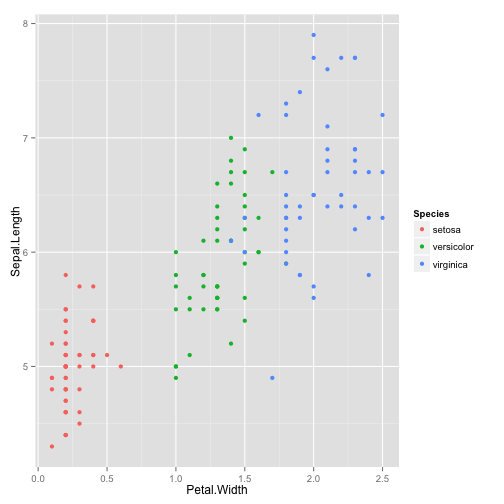 8
7
6
5
Sepal.Length
0.0 0.5 1.0 1.5 2.0 2.5
Petal.Width
Species
setosa
versicolor
virginica